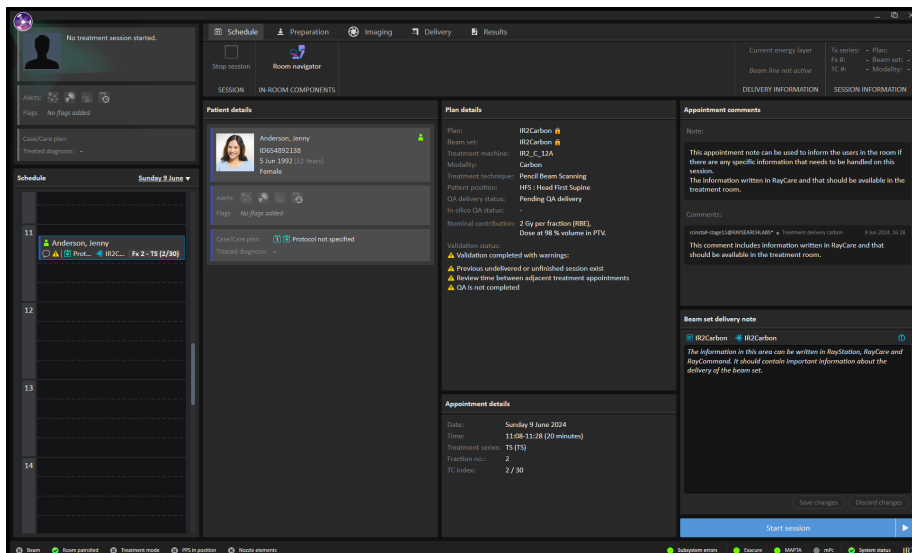 No treatment session started.
Alerts:
Flags: No flags added
Case/Care plan:
Treated diagnosis: -
Schedule
Sunday 9 June
11
Anderson, Jenny
Prot... IR2C... Fx 2 - TS (2/30)
12
13
14
Schedule Preparation Imaging Delivery Results
Stop session
Room navigator
SESSION
IN-ROOM COMPONENTS
Current energy layer
Beam line not active
DELIVERY INFORMATION
Tx series: - Plan: -
Fx #: - Beam set: -
TC #: - Modality: -
SESSION INFORMATION
Patient details
Anderson, Jenny
ID654892138
5 Jun 1992 (32 Years)
Female
Alerts:
Flags: No flags added
Case/Care plan: Protocol not specified
Treated diagnosis: -
Plan details
Plan: IR2Carbon
Beam set: IR2Carbon
Treatment machine: IR2_C_12A
Modality: Carbon
Treatment technique: Pencil Beam Scanning
Patient position: HFS : Head First Supine
QA delivery status: Pending QA delivery
In-silico QA status: -
Nominal contribution: 2 Gy per fraction (RBE),
Dose at 98 % volume in PTV.
Validation status:
Validation completed with warnings:
Previous undelivered or unfinished session exist
Review time between adjacent treatment appointments
QA is not completed
Appointment details
Date: Sunday 9 June 2024
Time: 11:08-11:28 (20 minutes)
Treatment series: TS (TS)
Fraction no.: 2
TC index: 2 / 30
Appointment comments
Note:
This appointment note can be used to inform the users in the room if
there are any specific information that needs to be handled on this
session.
The information written in RayCare and that should be available in the
treatment room.
Comments:
Treatment delivery carbon 9 Jun 2024, 16:28
This comment includes information written in RayCare and that
should be available in the treatment room.
Beam set delivery note
IR2Carbon IR2Carbon
The information in this area can be written in RayStation, RayCare and
RayCommand. It should contain important information about the
delivery of the beam set.
Save changes Discard changes
Start session
Beam Room patrolled Treatment mode PPS in position Nozzle elements
Subsystem errors Exacure MAPTA mPc System status IR